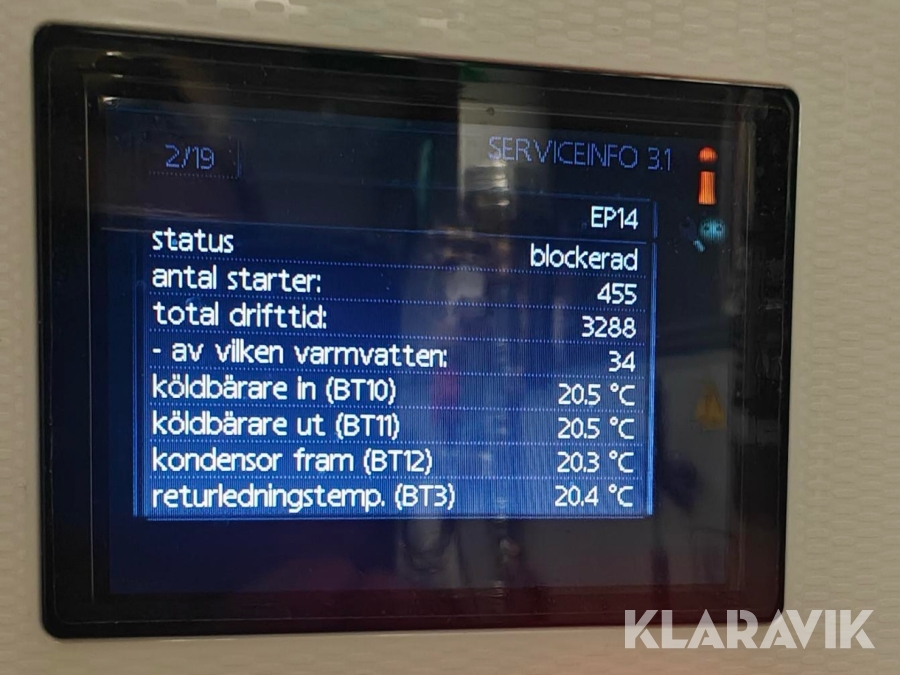 2/19 SERVICEINFO 3.1
EP14
status blockerad
antal starter: 455
total drifttid: 3288
- av vilken varmvatten: 34
köldbärare in (BT10) 20.5 °C
köldbärare ut (BT11) 20.5 °C
kondensor fram (BT12) 20.3 °C
returledningstemp. (BT3) 20.4 °C
KLARAVIK